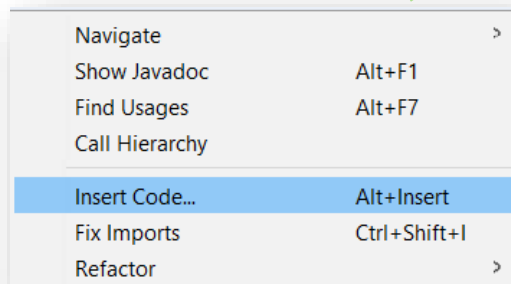 Navigate >
Show Javadoc Alt+F1
Find Usages Alt+F7
Call Hierarchy
Insert Code... Alt+Insert
Fix Imports Ctrl+Shift+I
Refactor >